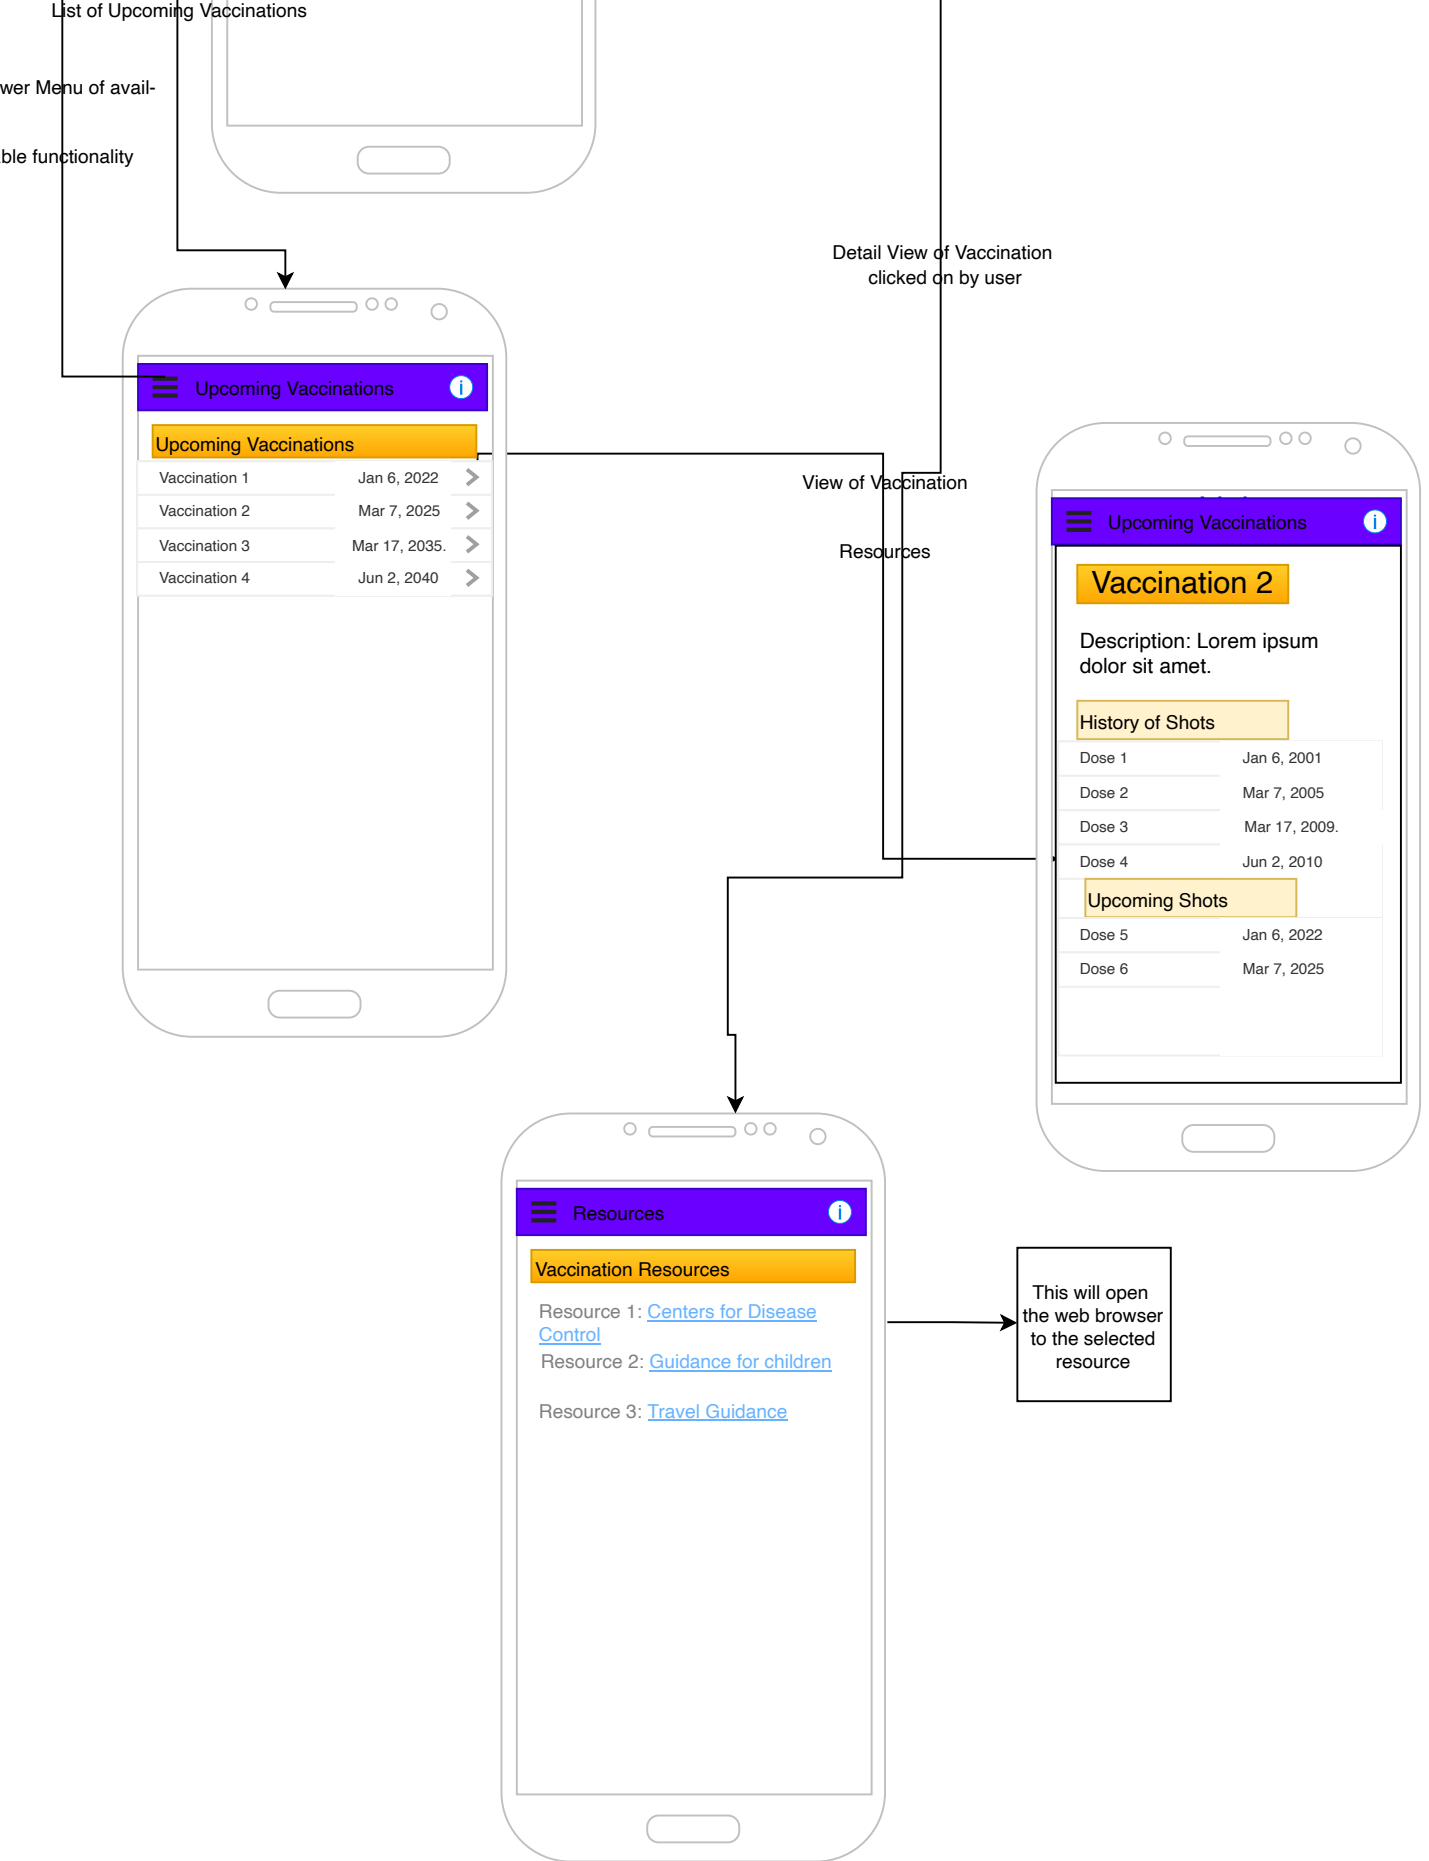 List of Upcoming Vaccinations
wer Menu of avail-
ble functionality
Detail View of Vaccination
clicked on by user
Upcoming Vaccinations
i
Upcoming Vaccinations
Vaccination 1 Jan 6, 2022
Vaccination 2 Mar 7, 2025
Vaccination 3 Mar 17, 2035.
Vaccination 4 Jun 2, 2040
View of Vaccination
Resources
Upcoming Vaccinations
i
Vaccination 2
Description: Lorem ipsum
dolor sit amet.
History of Shots
Dose 1 Jan 6, 2001
Dose 2 Mar 7, 2005
Dose 3 Mar 17, 2009.
Dose 4 Jun 2, 2010
Upcoming Shots
Dose 5 Jan 6, 2022
Dose 6 Mar 7, 2025
Resources
i
Vaccination Resources
Resource 1: Centers for Disease
Control
Resource 2: Guidance for children
Resource 3: Travel Guidance
This will open
the web browser
to the selected
resource